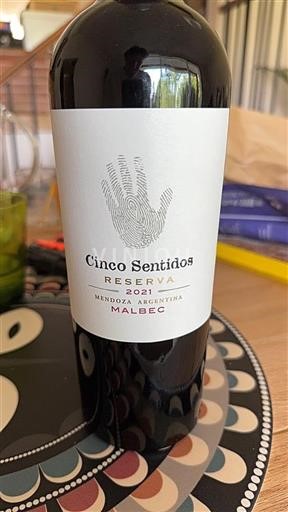 Cinco Sentidos
RESERVA
2021
MENDOZA ARGENTINA
MALBEC